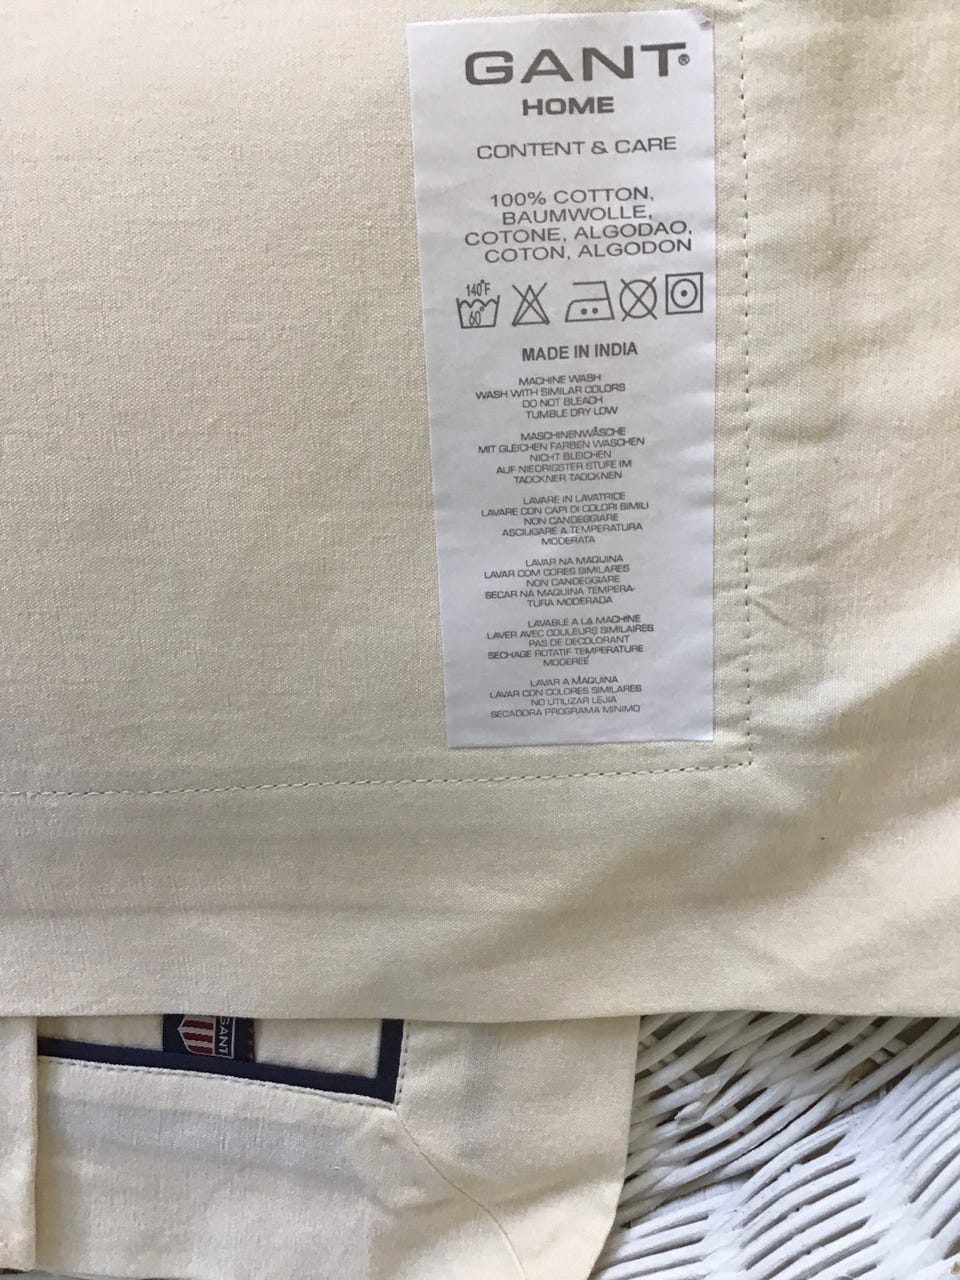 GANT®
HOME
CONTENT & CARE
100% COTTON,
BAUMWOLLE,
COTONE, ALGODAO,
COTON, ALGODON
140°F
60°
MADE IN INDIA
MACHINE WASH
WASH WITH SIMILAR COLORS
DO NOT BLEACH
TUMBLE DRY LOW
MASCHINENWÄSCHE
MIT GLEICHEN FARBEN WASCHEN
NICHT BLEICHEN
AUF NIEDRIGSTER STUFE IM
TADCKNER TADCKNEN
LAVARE IN LAVATRICE
LAVARE CON CAPI DI COLORI BIMILI
NON CANDEGGIARE
ASCIUGARE A TEMPERATURA
MODERATA
LAVAR NA MAQUINA
LAVAR COM CORES SIMILARES
NON CANDEGGIARE
SECAR NA MAQUINA TEMPERA-
TURA MODERADA
LAVABLE A LA MACHINE
LAVER AVEC COULEURS SIMILAIRES
PAS DE DECOLORANT
SECHAGE ROTATIF TEMPERATURE
MODEREE
LAVAR A MAQUINA
LAVAR CON COLORES SIMILARES
NO UTILIZAR LEJIA
SECADORA PROGRAMA MINIMO
GANT